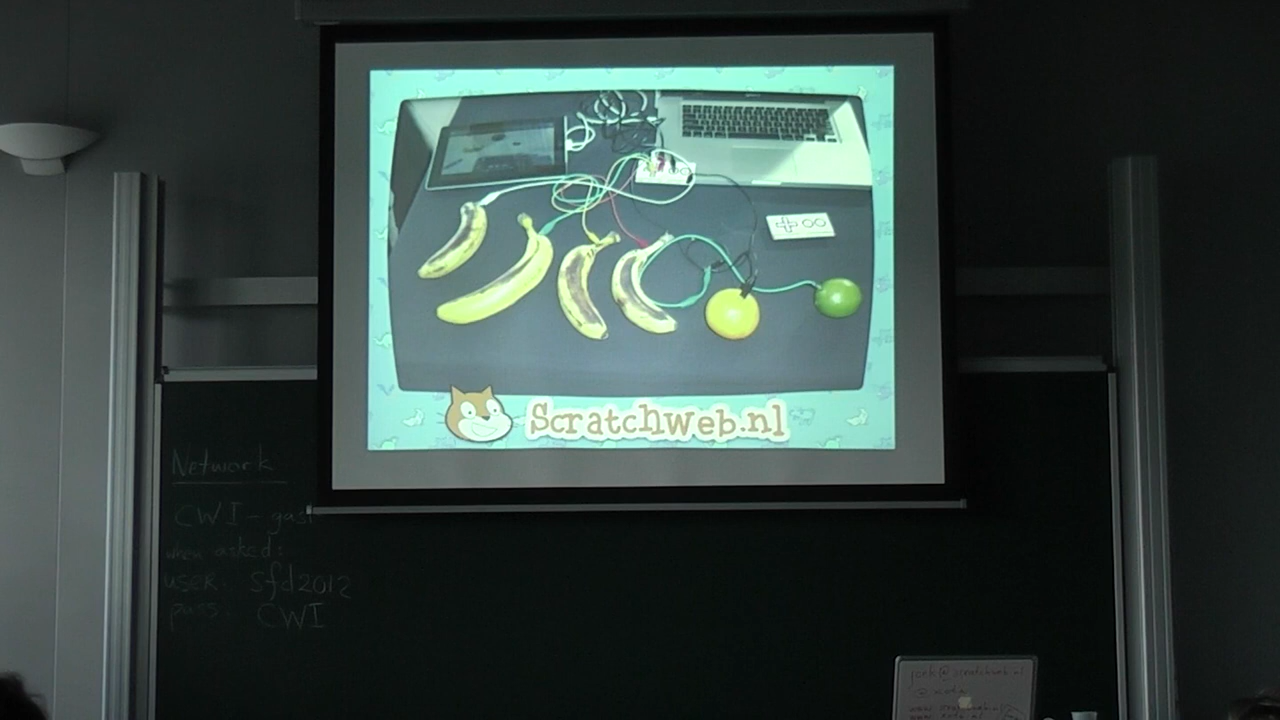 Scratchweb.nl
Network
CWI - gast
when asked:
user: sfd2012
pass: CWI